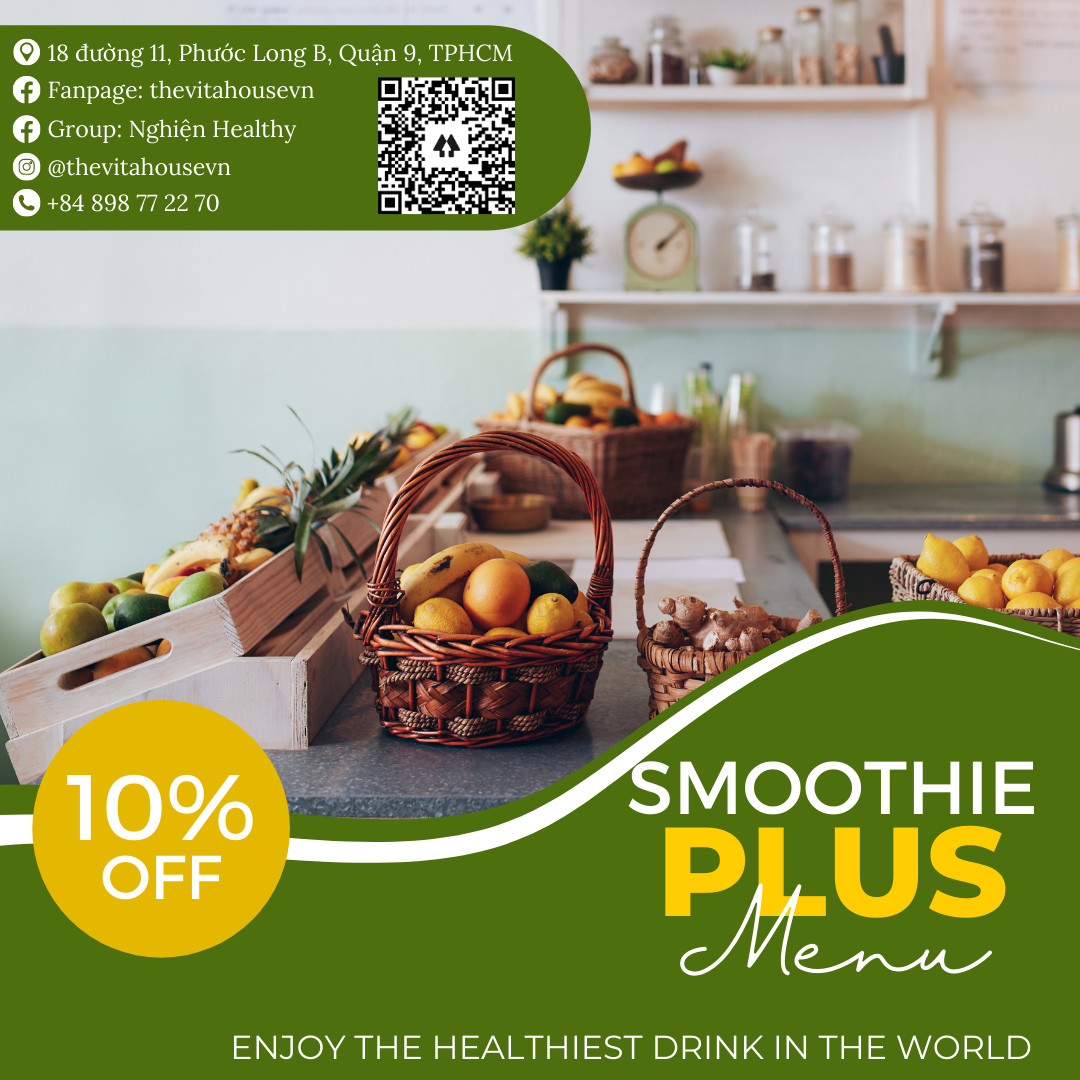 18 đường 11, Phước Long B, Quận 9, TPHCM
Fanpage: thevitahousevn
Group: Nghiện Healthy
@thevitahousevn
+84 898 77 22 70
10%
OFF
SMOOTHIE
PLUS
Menu
ENJOY THE HEALTHIEST DRINK IN THE WORLD